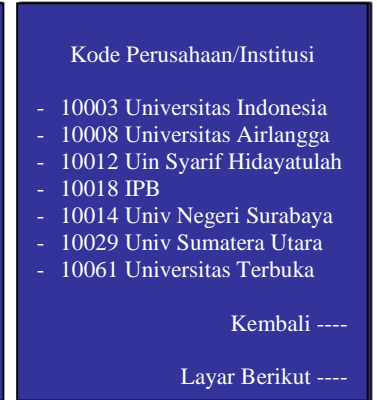 Kode Perusahaan/Institusi
- 10003 Universitas Indonesia
- 10008 Universitas Airlangga
- 10012 Uin Syarif Hidayatulah
- 10018 IPB
- 10014 Univ Negeri Surabaya
- 10029 Univ Sumatera Utara
- 10061 Universitas Terbuka
Kembali ----
Layar Berikut ----